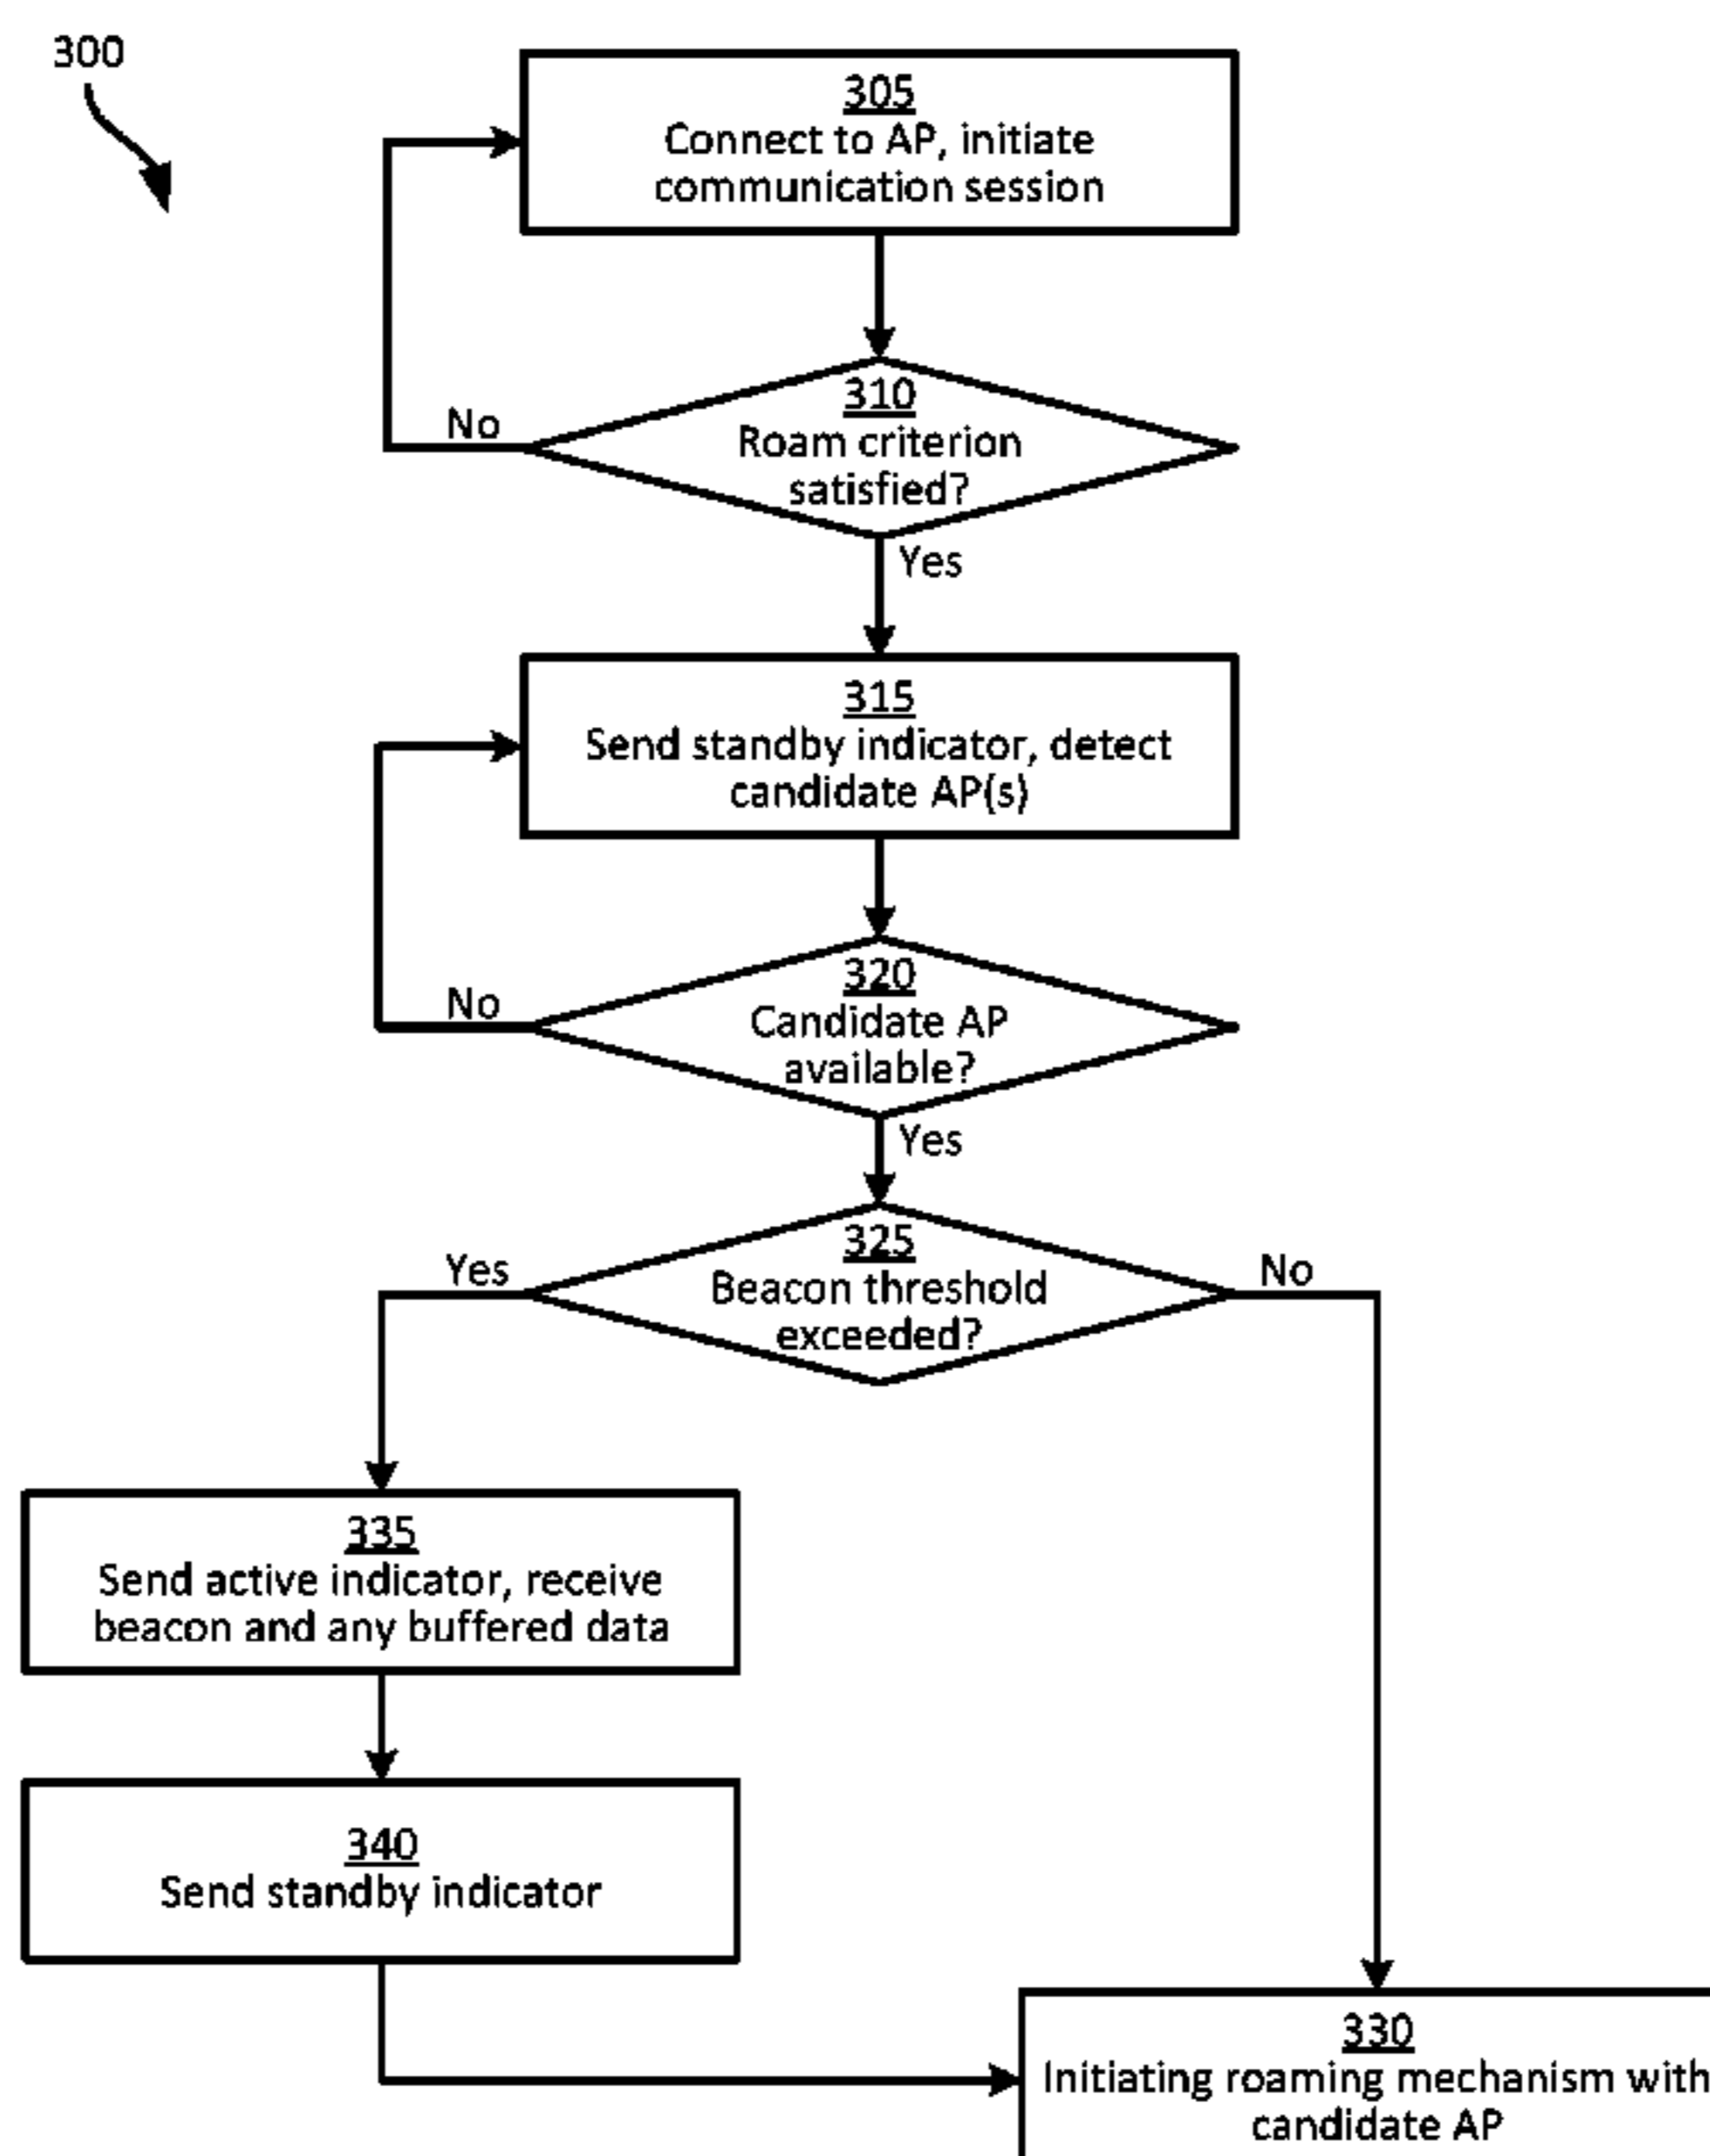 300
305
Connect to AP, initiate
communication session
310
No
Roam criterion
satisfied?
Yes
315
Send standby indicator, detect
candidate AP(s)
320
No
Candidate AP
available?
Yes
325
Yes
No
Beacon threshold
exceeded?
335
Send active indicator, receive
beacon and any buffered data
340
Send standby indicator
330
Initiating roaming mechanism with
candidate AP